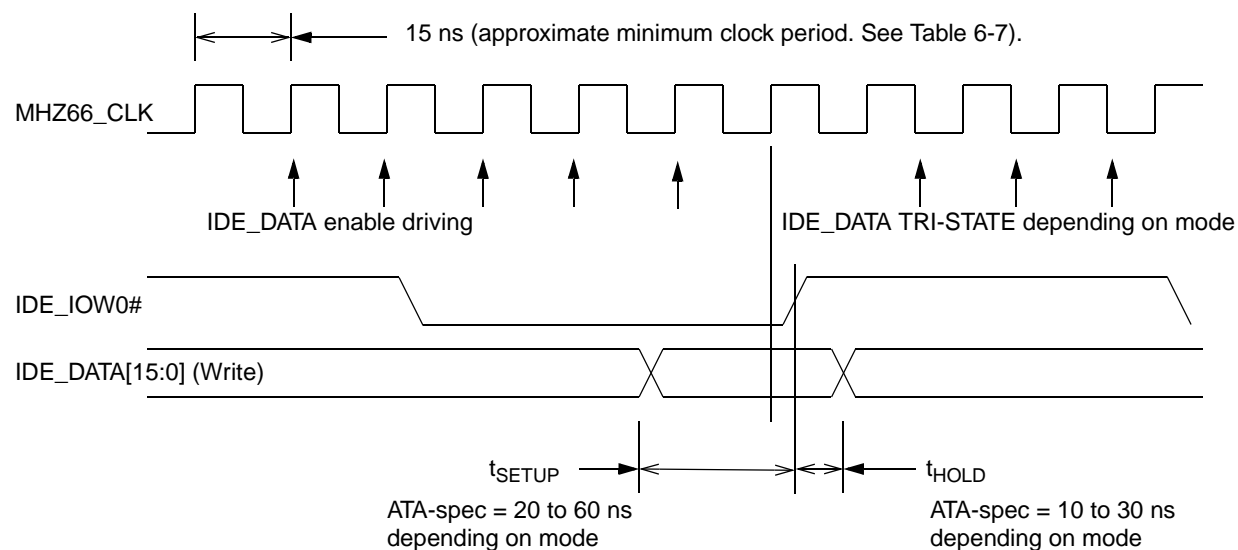 15 ns (approximate minimum clock period. See Table 6-7).
MHZ66_CLK
IDE_DATA enable driving
IDE_DATA TRI-STATE depending on mode
IDE_IOW0#
IDE_DATA[15:0] (Write)
tSETUP
tHOLD
ATA-spec = 20 to 60 ns
depending on mode
ATA-spec = 10 to 30 ns
depending on mode